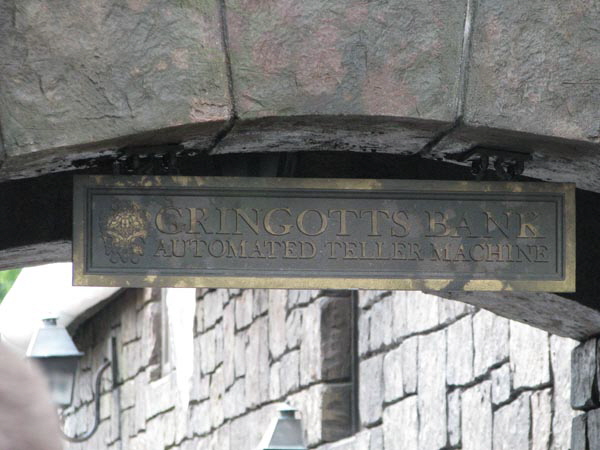 GRINGOTTS BANK
AUTOMATED TELLER MACHINE